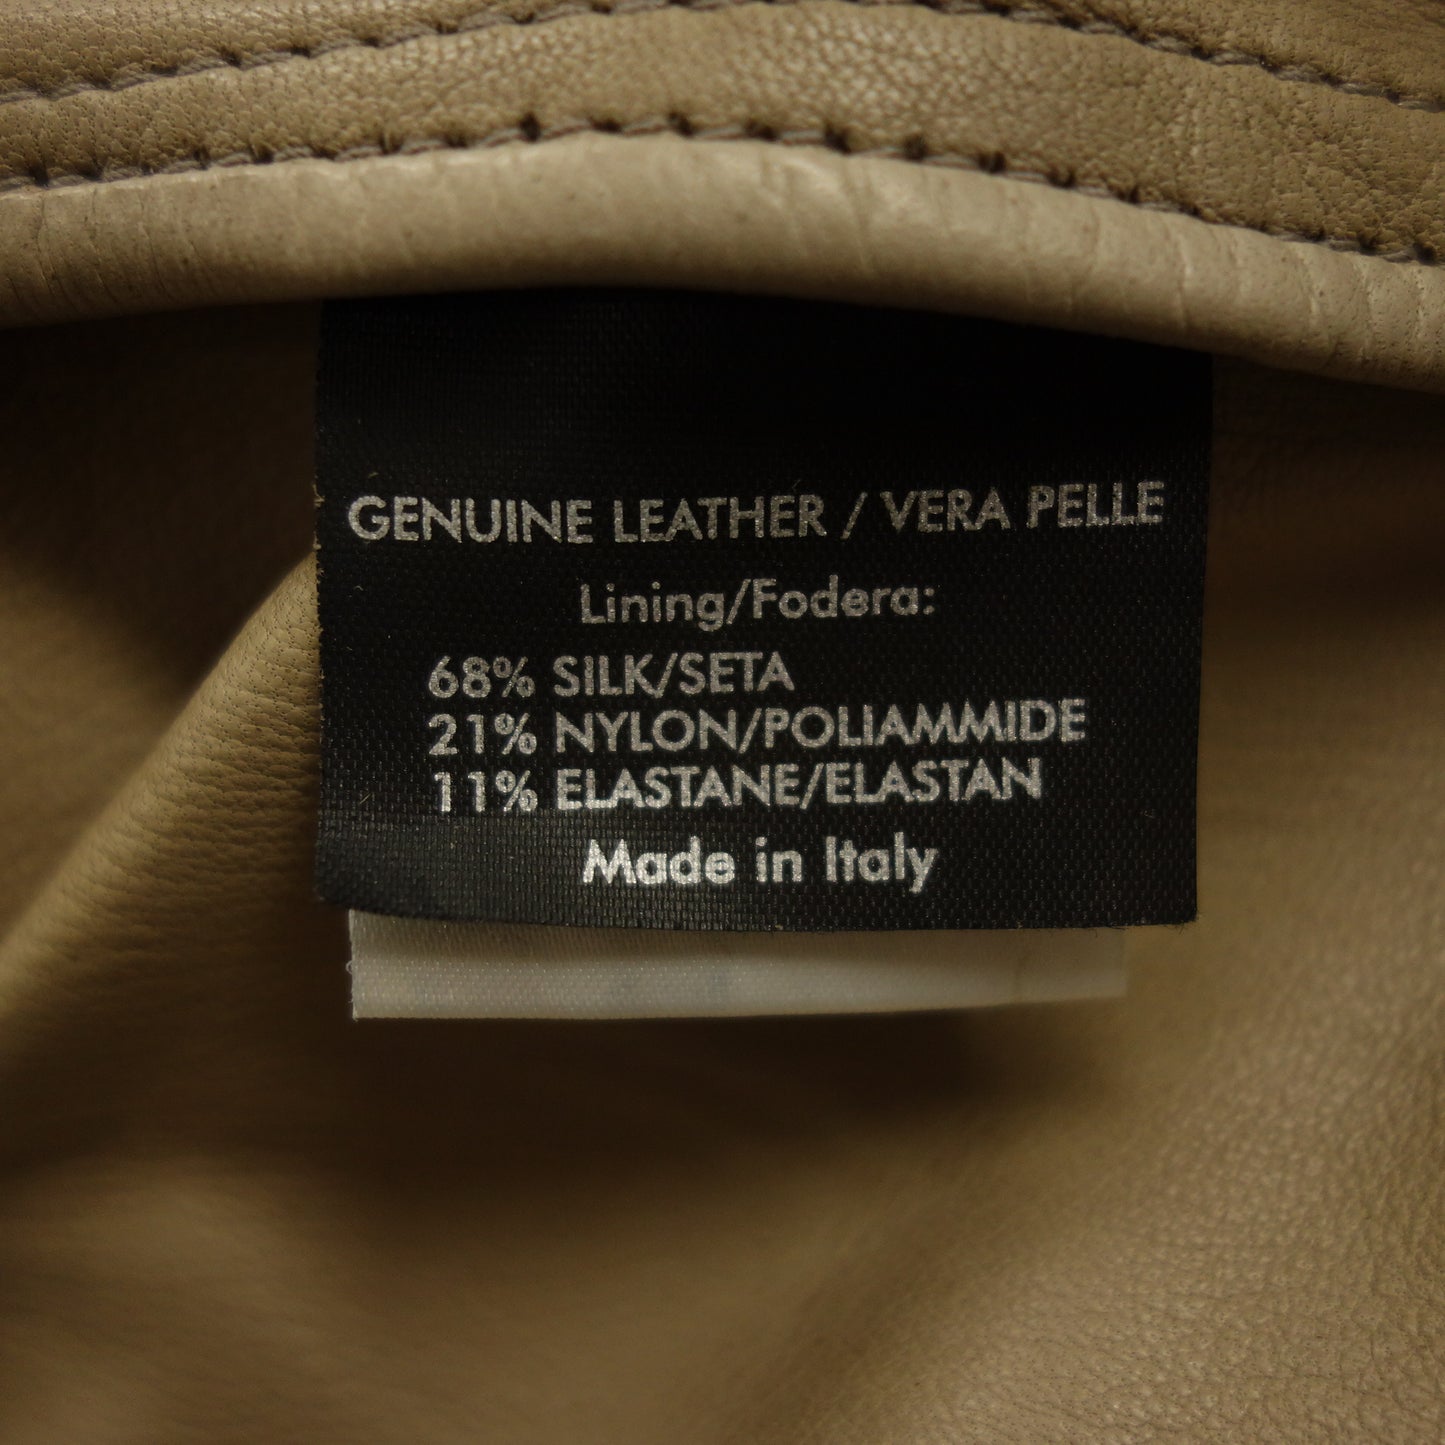 GENUINE LEATHER / VERA PELLE
Lining/Fodera:
68% SILK/SETA
21% NYLON/POLIAMMIDE
11% ELASTANE/ELASTAN
Made in Italy